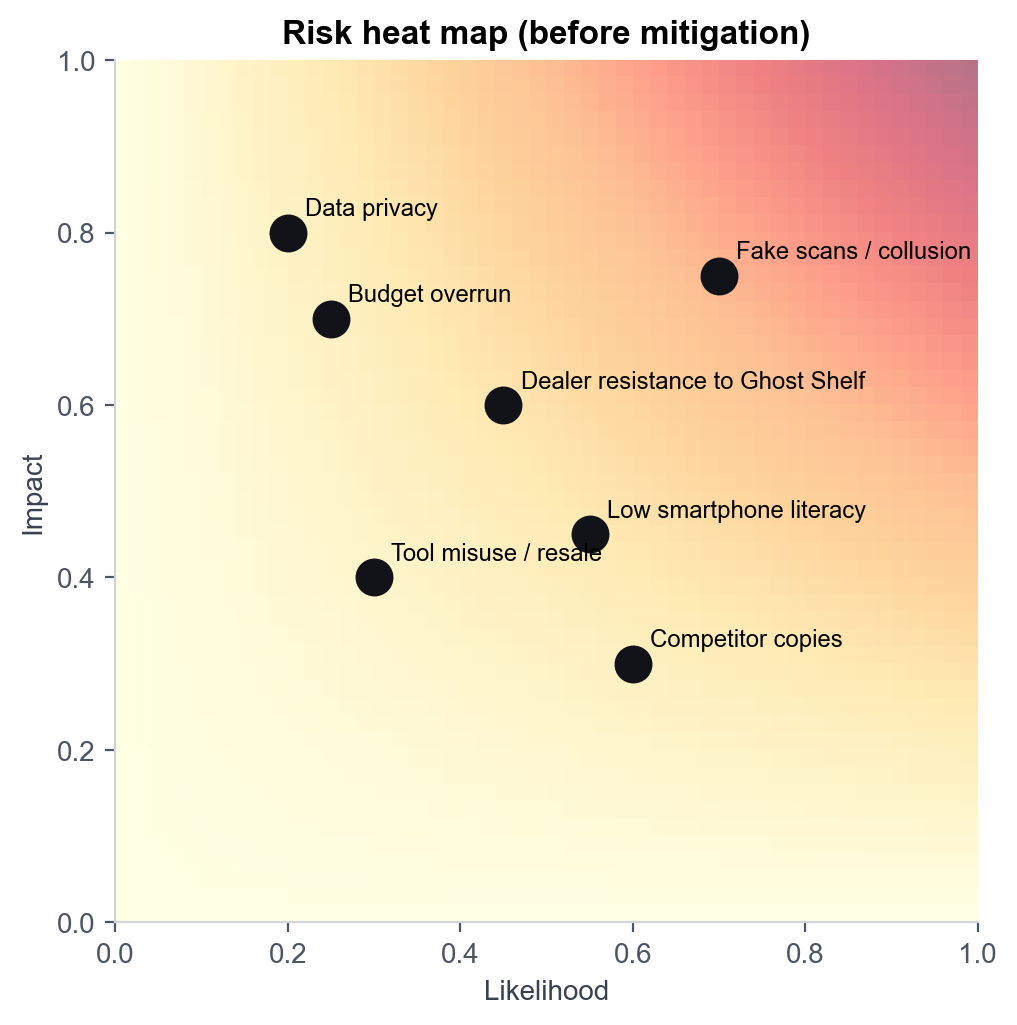 Risk heat map (before mitigation)
1.0
0.8
0.6
0.4
0.2
0.0
Impact
Data privacy
Fake scans / collusion
Budget overrun
Dealer resistance to Ghost Shelf
Low smartphone literacy
Tool misuse / resale
Competitor copies
0.0 0.2 0.4 0.6 0.8 1.0
Likelihood